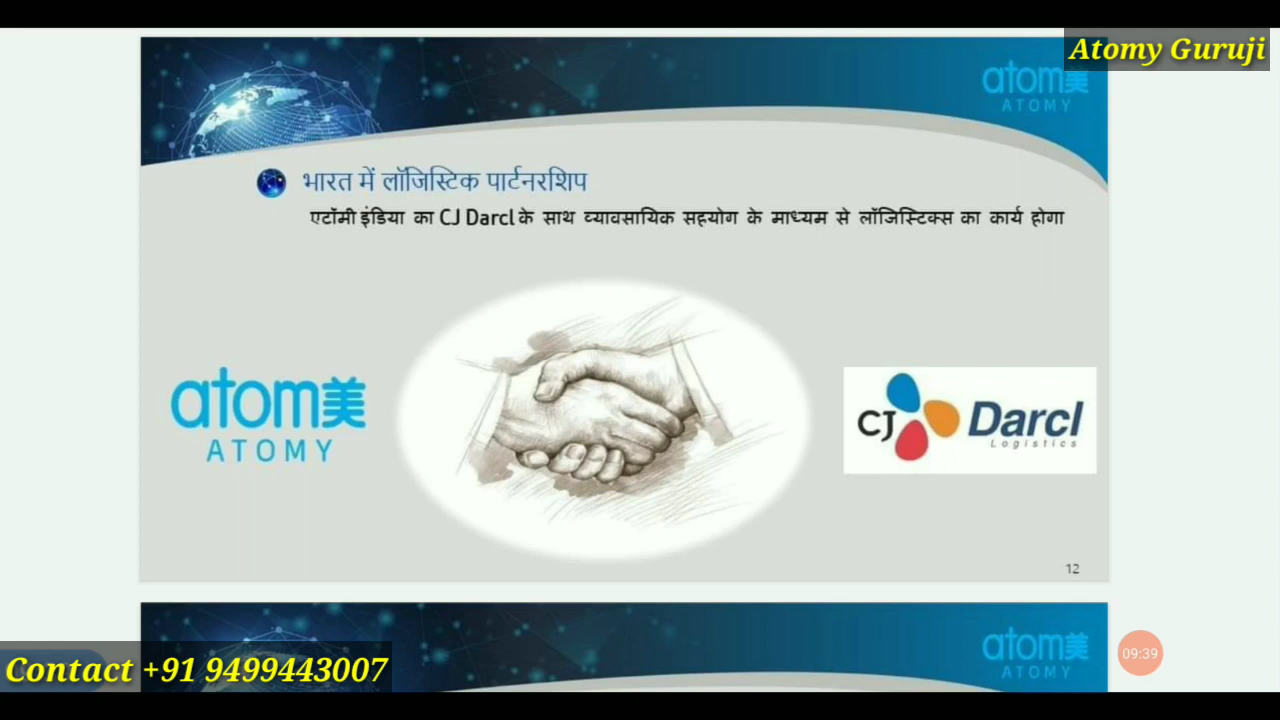 Atomy Guruji
atom美
ATOMY
भारत में लॉजिस्टिक पार्टनरशिप
एटॉमी इंडिया का CJ Darcl के साथ व्यावसायिक सहयोग के माध्यम से लॉजिस्टिक्स का कार्य होगा
atom美
ATOMY
CJ Darcl
Logistics
12
atom美
ATOMY
09:39
Contact +91 9499443007